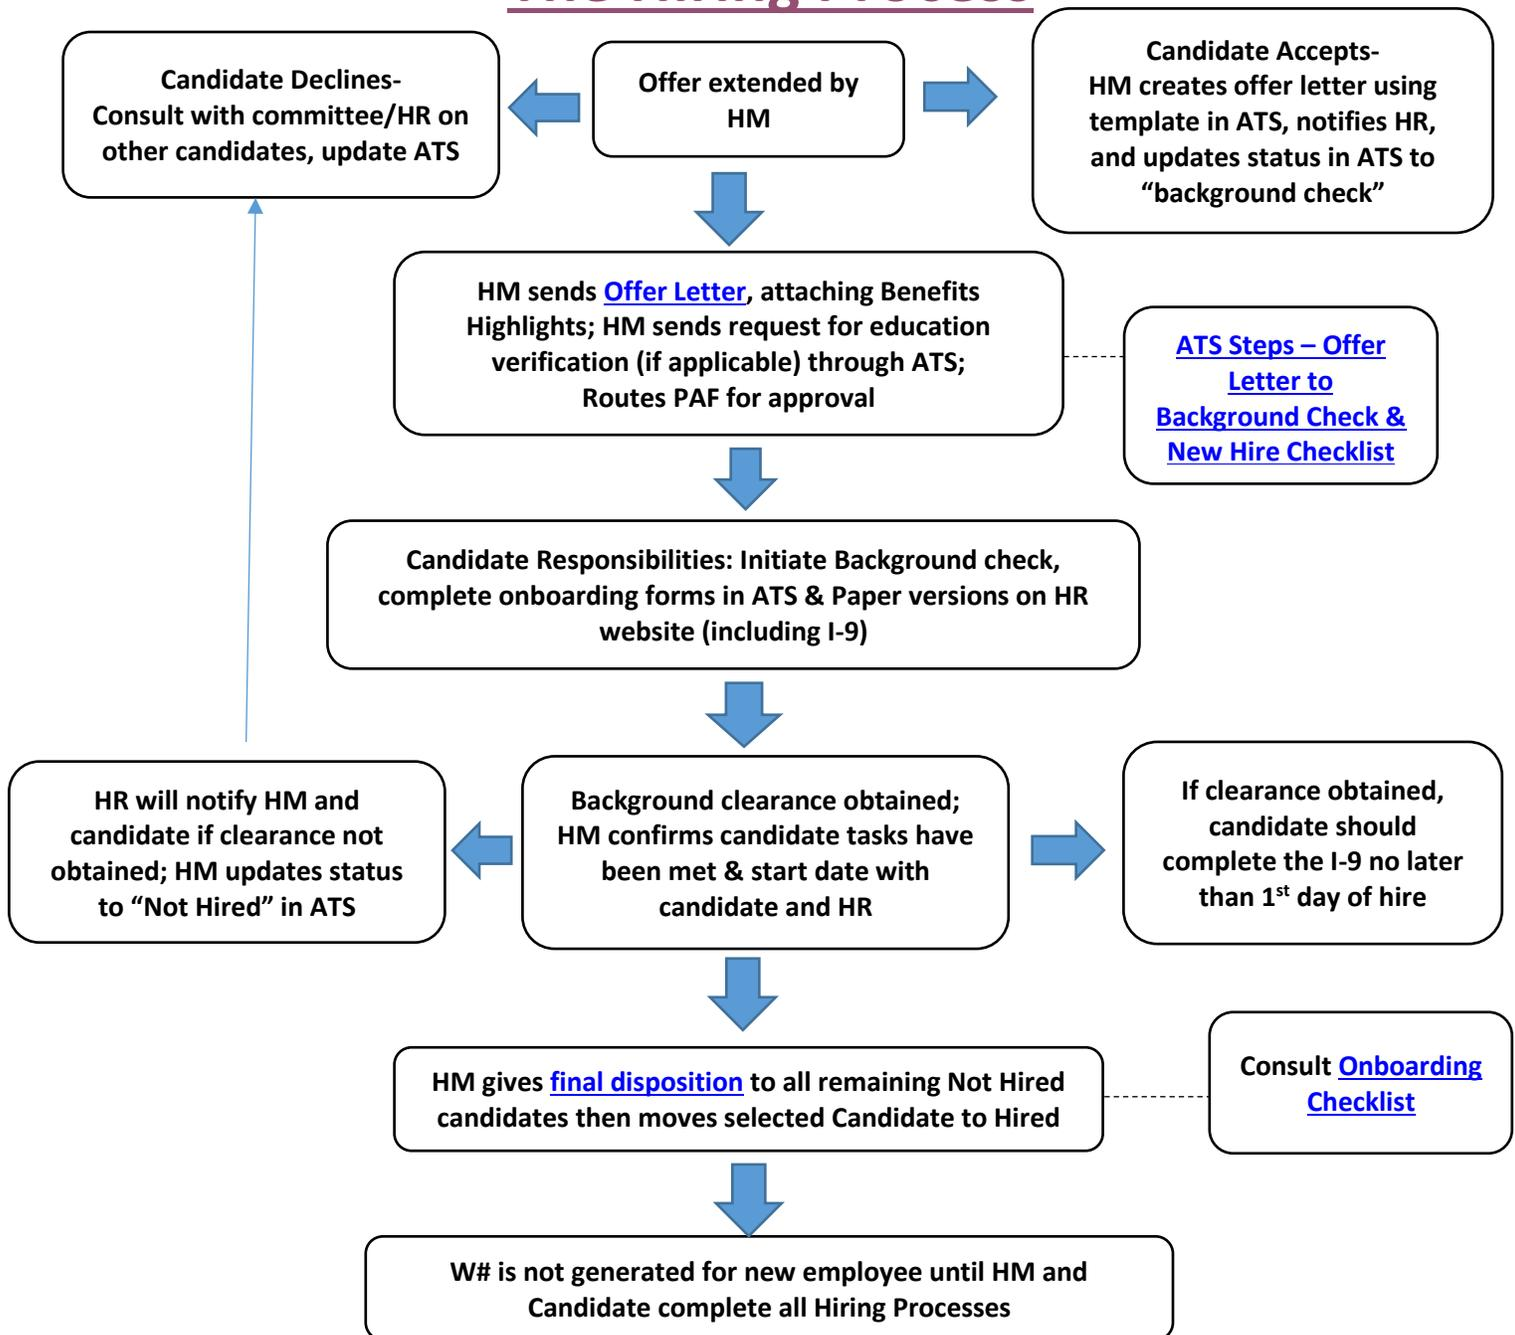 The Hiring Process
Candidate Declines-
Consult with committee/HR on
other candidates, update ATS
Offer extended by
HM
Candidate Accepts-
HM creates offer letter using
template in ATS, notifies HR,
and updates status in ATS to
“background check”
HM sends Offer Letter, attaching Benefits
Highlights; HM sends request for education
verification (if applicable) through ATS;
Routes PAF for approval
ATS Steps – Offer
Letter to
Background Check &
New Hire Checklist
Candidate Responsibilities: Initiate Background check,
complete onboarding forms in ATS & Paper versions on HR
website (including I-9)
HR will notify HM and
candidate if clearance not
obtained; HM updates status
to “Not Hired” in ATS
Background clearance obtained;
HM confirms candidate tasks have
been met & start date with
candidate and HR
If clearance obtained,
candidate should
complete the I-9 no later
than 1st day of hire
HM gives final disposition to all remaining Not Hired
candidates then moves selected Candidate to Hired
Consult Onboarding
Checklist
W# is not generated for new employee until HM and
Candidate complete all Hiring Processes